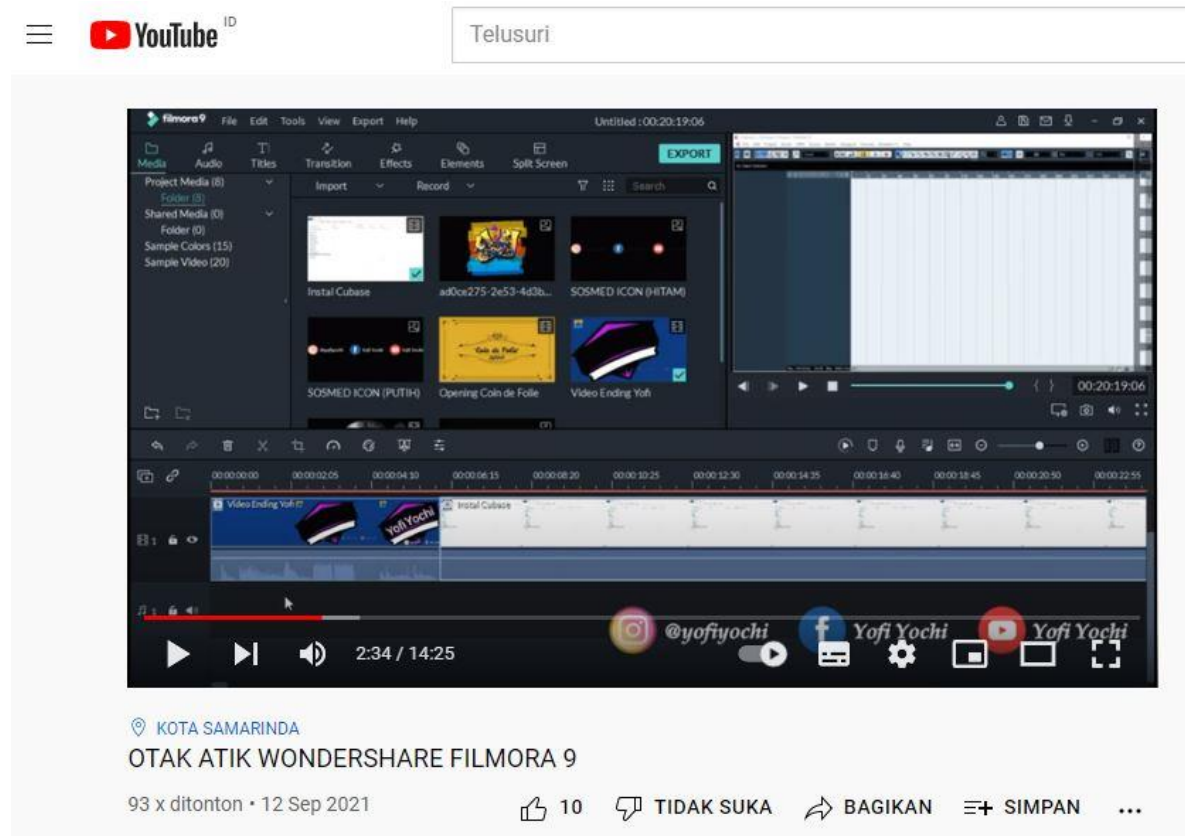 YouTube ID
Telusuri
filmora9 File Edit Tools View Export Help Untitled : 00:20:19:06
Media Audio Titles Transition Effects Elements Split Screen EXPORT
Project Media (8) Import Record Search
Folder (8)
Shared Media (0)
Folder (0)
Sample Colors (15)
Sample Video (20)
Instal Cubase ad0ce275-2e53-4d3b... SOSMED ICON (HITAM)
Coin de Folie
SOSMED ICON (PUTIH) Opening Coin de Folie Video Ending Yofi
00:20:19:06
00:00:00:00 00:00:02:05 00:00:04:10 00:00:06:15 00:00:08:20 00:00:10:25 00:00:12:30 00:00:14:35 00:00:16:40 00:00:18:45 00:00:20:50 00:00:22:55
Video Ending Yofi Instal Cubase
Yofi Yochi
1
1
@yofiyochi Yofi Yochi Yofi Yochi
2:34 / 14:25
KOTA SAMARINDA
OTAK ATIK WONDERSHARE FILMORA 9
93 x ditonton • 12 Sep 2021 10 TIDAK SUKA BAGIKAN SIMPAN ...